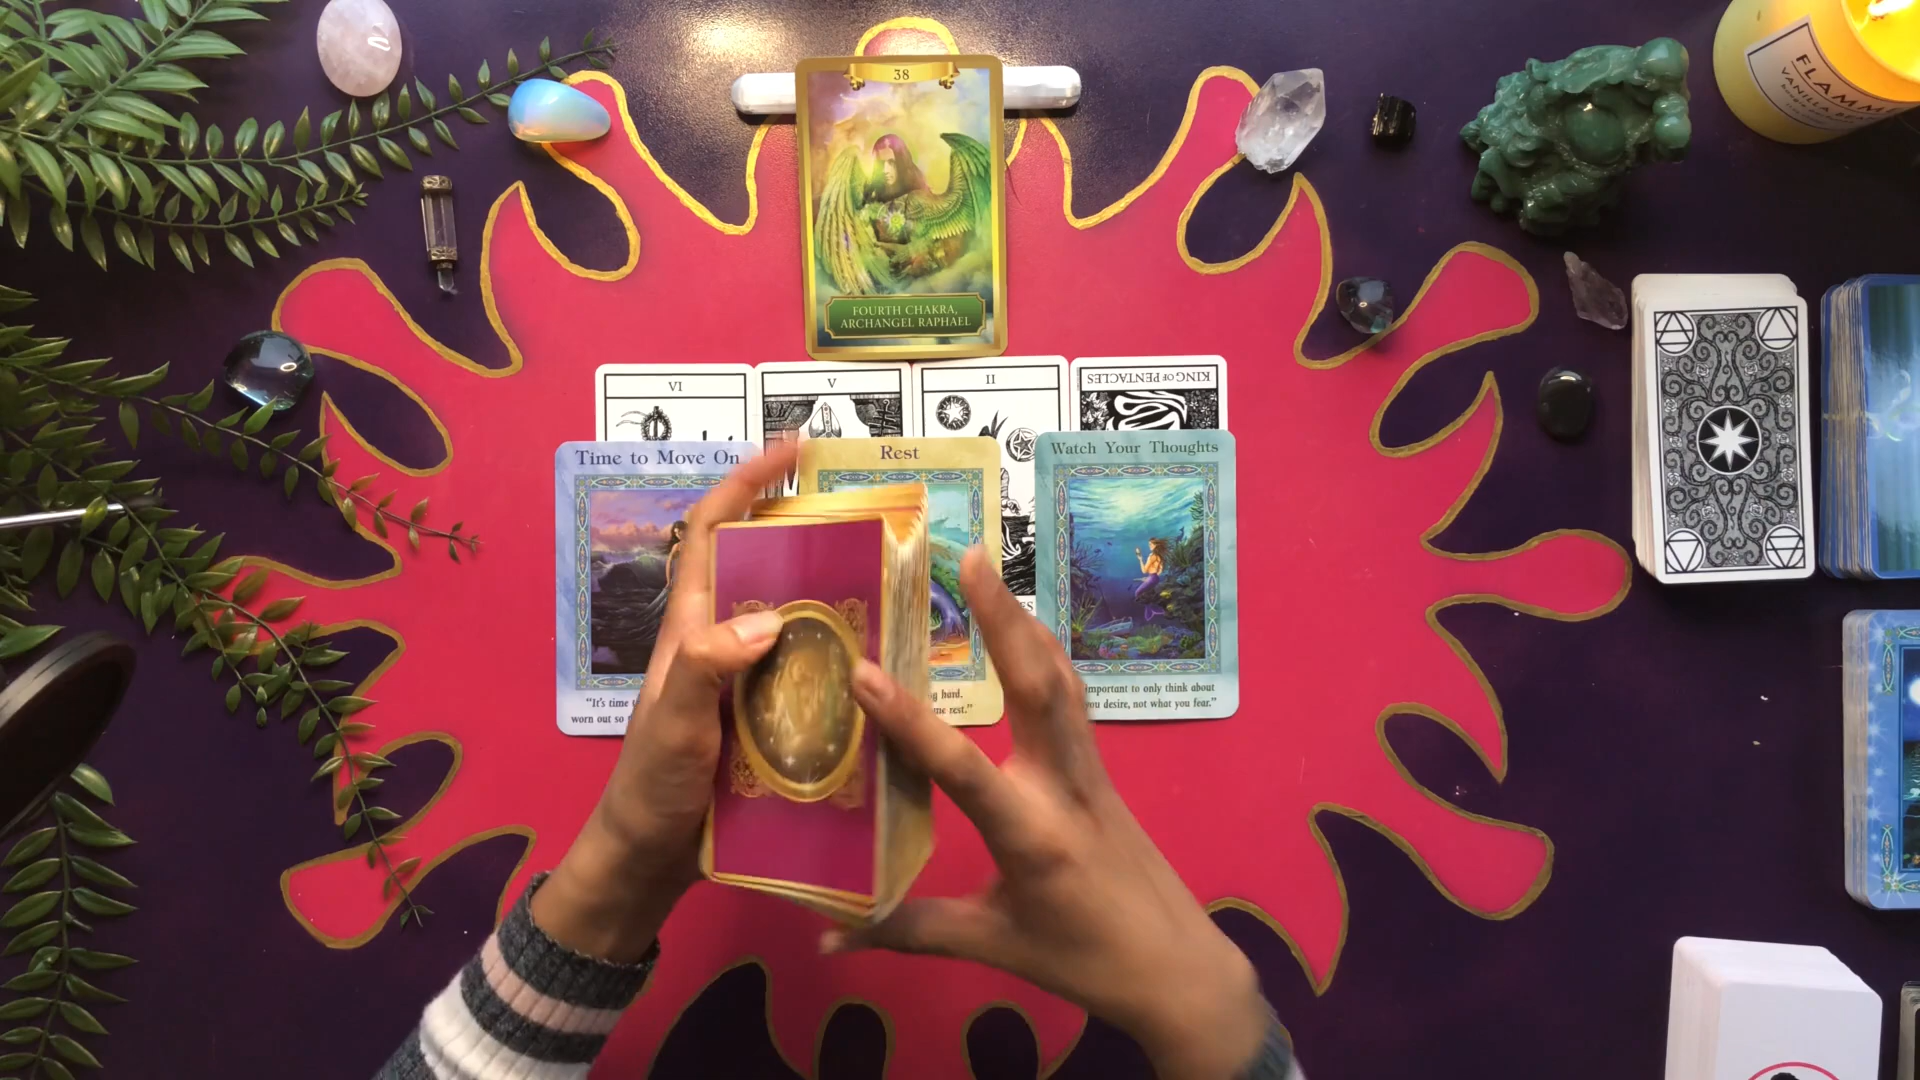 38
FOURTH CHAKRA,
ARCHANGEL RAPHAEL
VI
V
II
KING OF PENTACLES
Time to Move On
Rest
Watch Your Thoughts
"It's time
worn out so
hard.
me rest."
important to only think about
you desire, not what you fear."
VANILLA